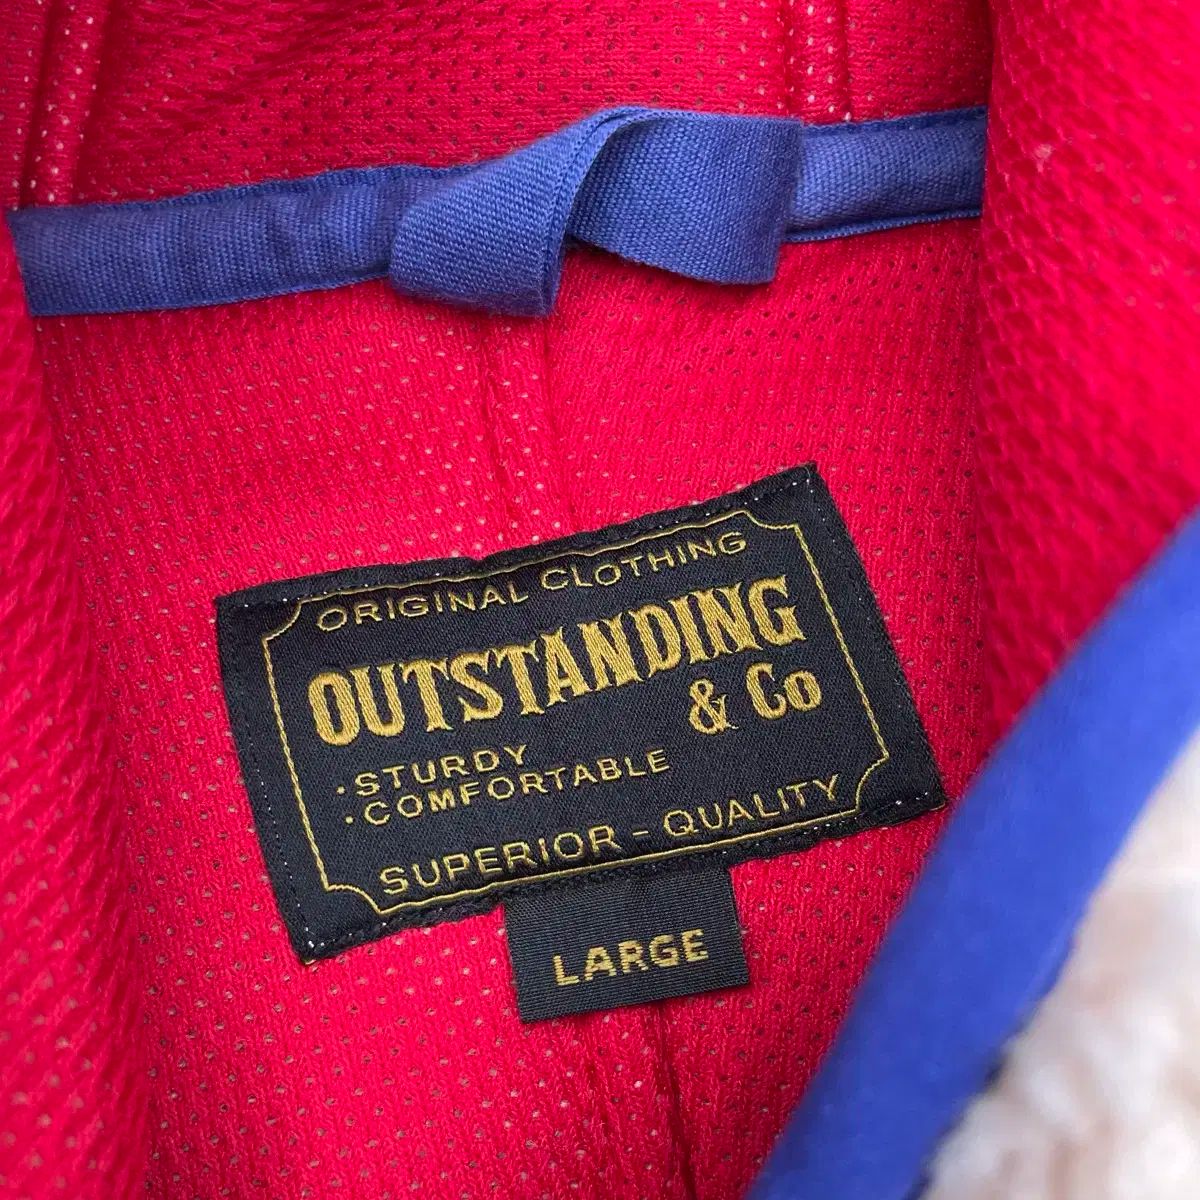 ORIGINAL CLOTHING
OUTSTANDING
& Co
·STURDY
·COMFORTABLE
SUPERIOR - QUALITY
LARGE